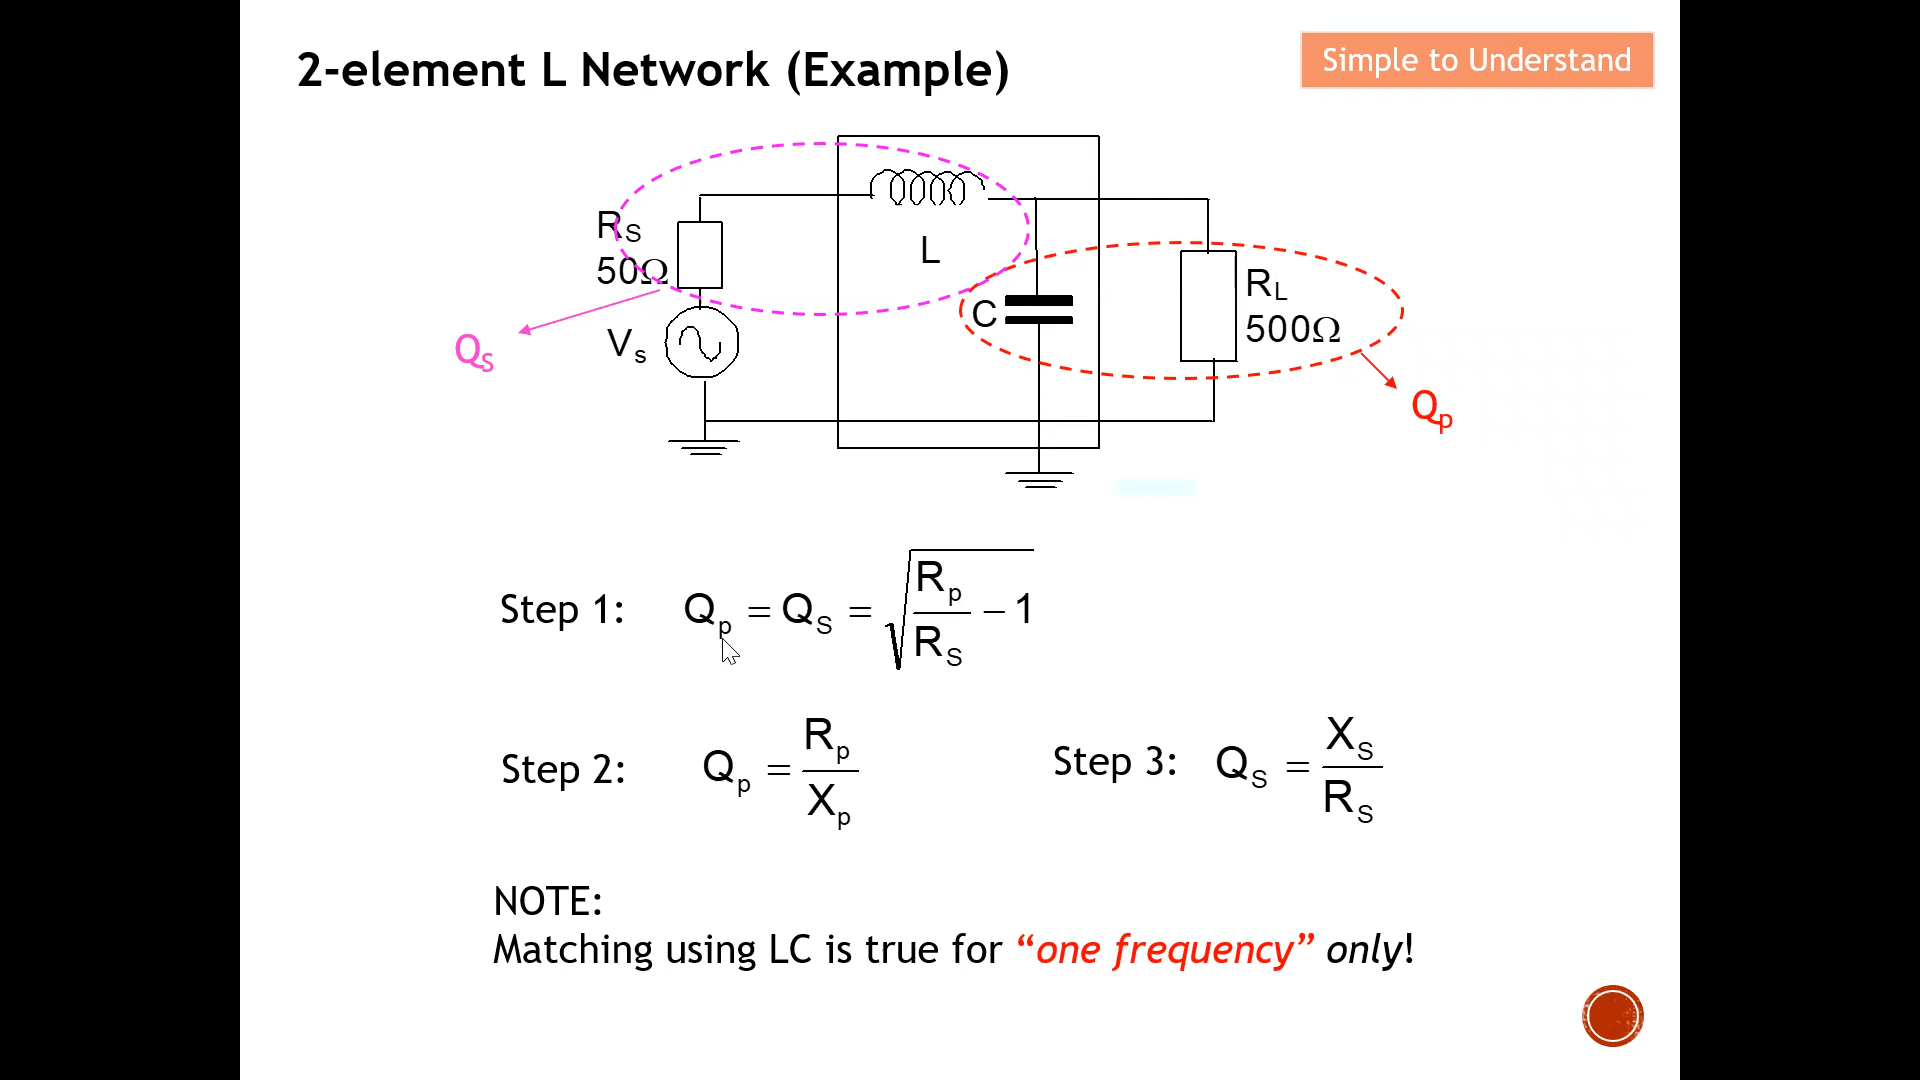 2-element L Network (Example)
Simple to Understand
R_S
50Ω
L
C
R_L
500Ω
V_s
Q_s
Q_p
Step 1: Q_p = Q_S = √(R_p / R_S − 1)
Step 2: Q_p = R_p / X_p
Step 3: Q_S = X_S / R_S
NOTE:
Matching using LC is true for “one frequency” only!